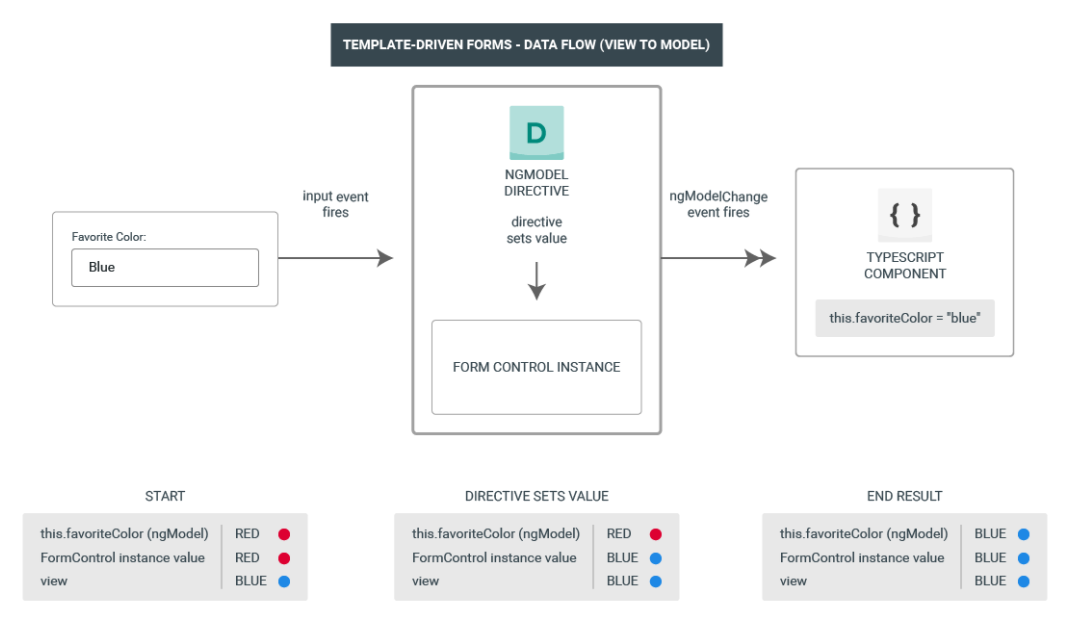 TEMPLATE-DRIVEN FORMS - DATA FLOW (VIEW TO MODEL)
Favorite Color:
Blue
input event
fires
D
NGMODEL
DIRECTIVE
directive
sets value
FORM CONTROL INSTANCE
ngModelChange
event fires
{ }
TYPESCRIPT
COMPONENT
this.favoriteColor = "blue"
START
this.favoriteColor (ngModel) RED
FormControl instance value RED
view BLUE
DIRECTIVE SETS VALUE
this.favoriteColor (ngModel) RED
FormControl instance value BLUE
view BLUE
END RESULT
this.favoriteColor (ngModel) BLUE
FormControl instance value BLUE
view BLUE